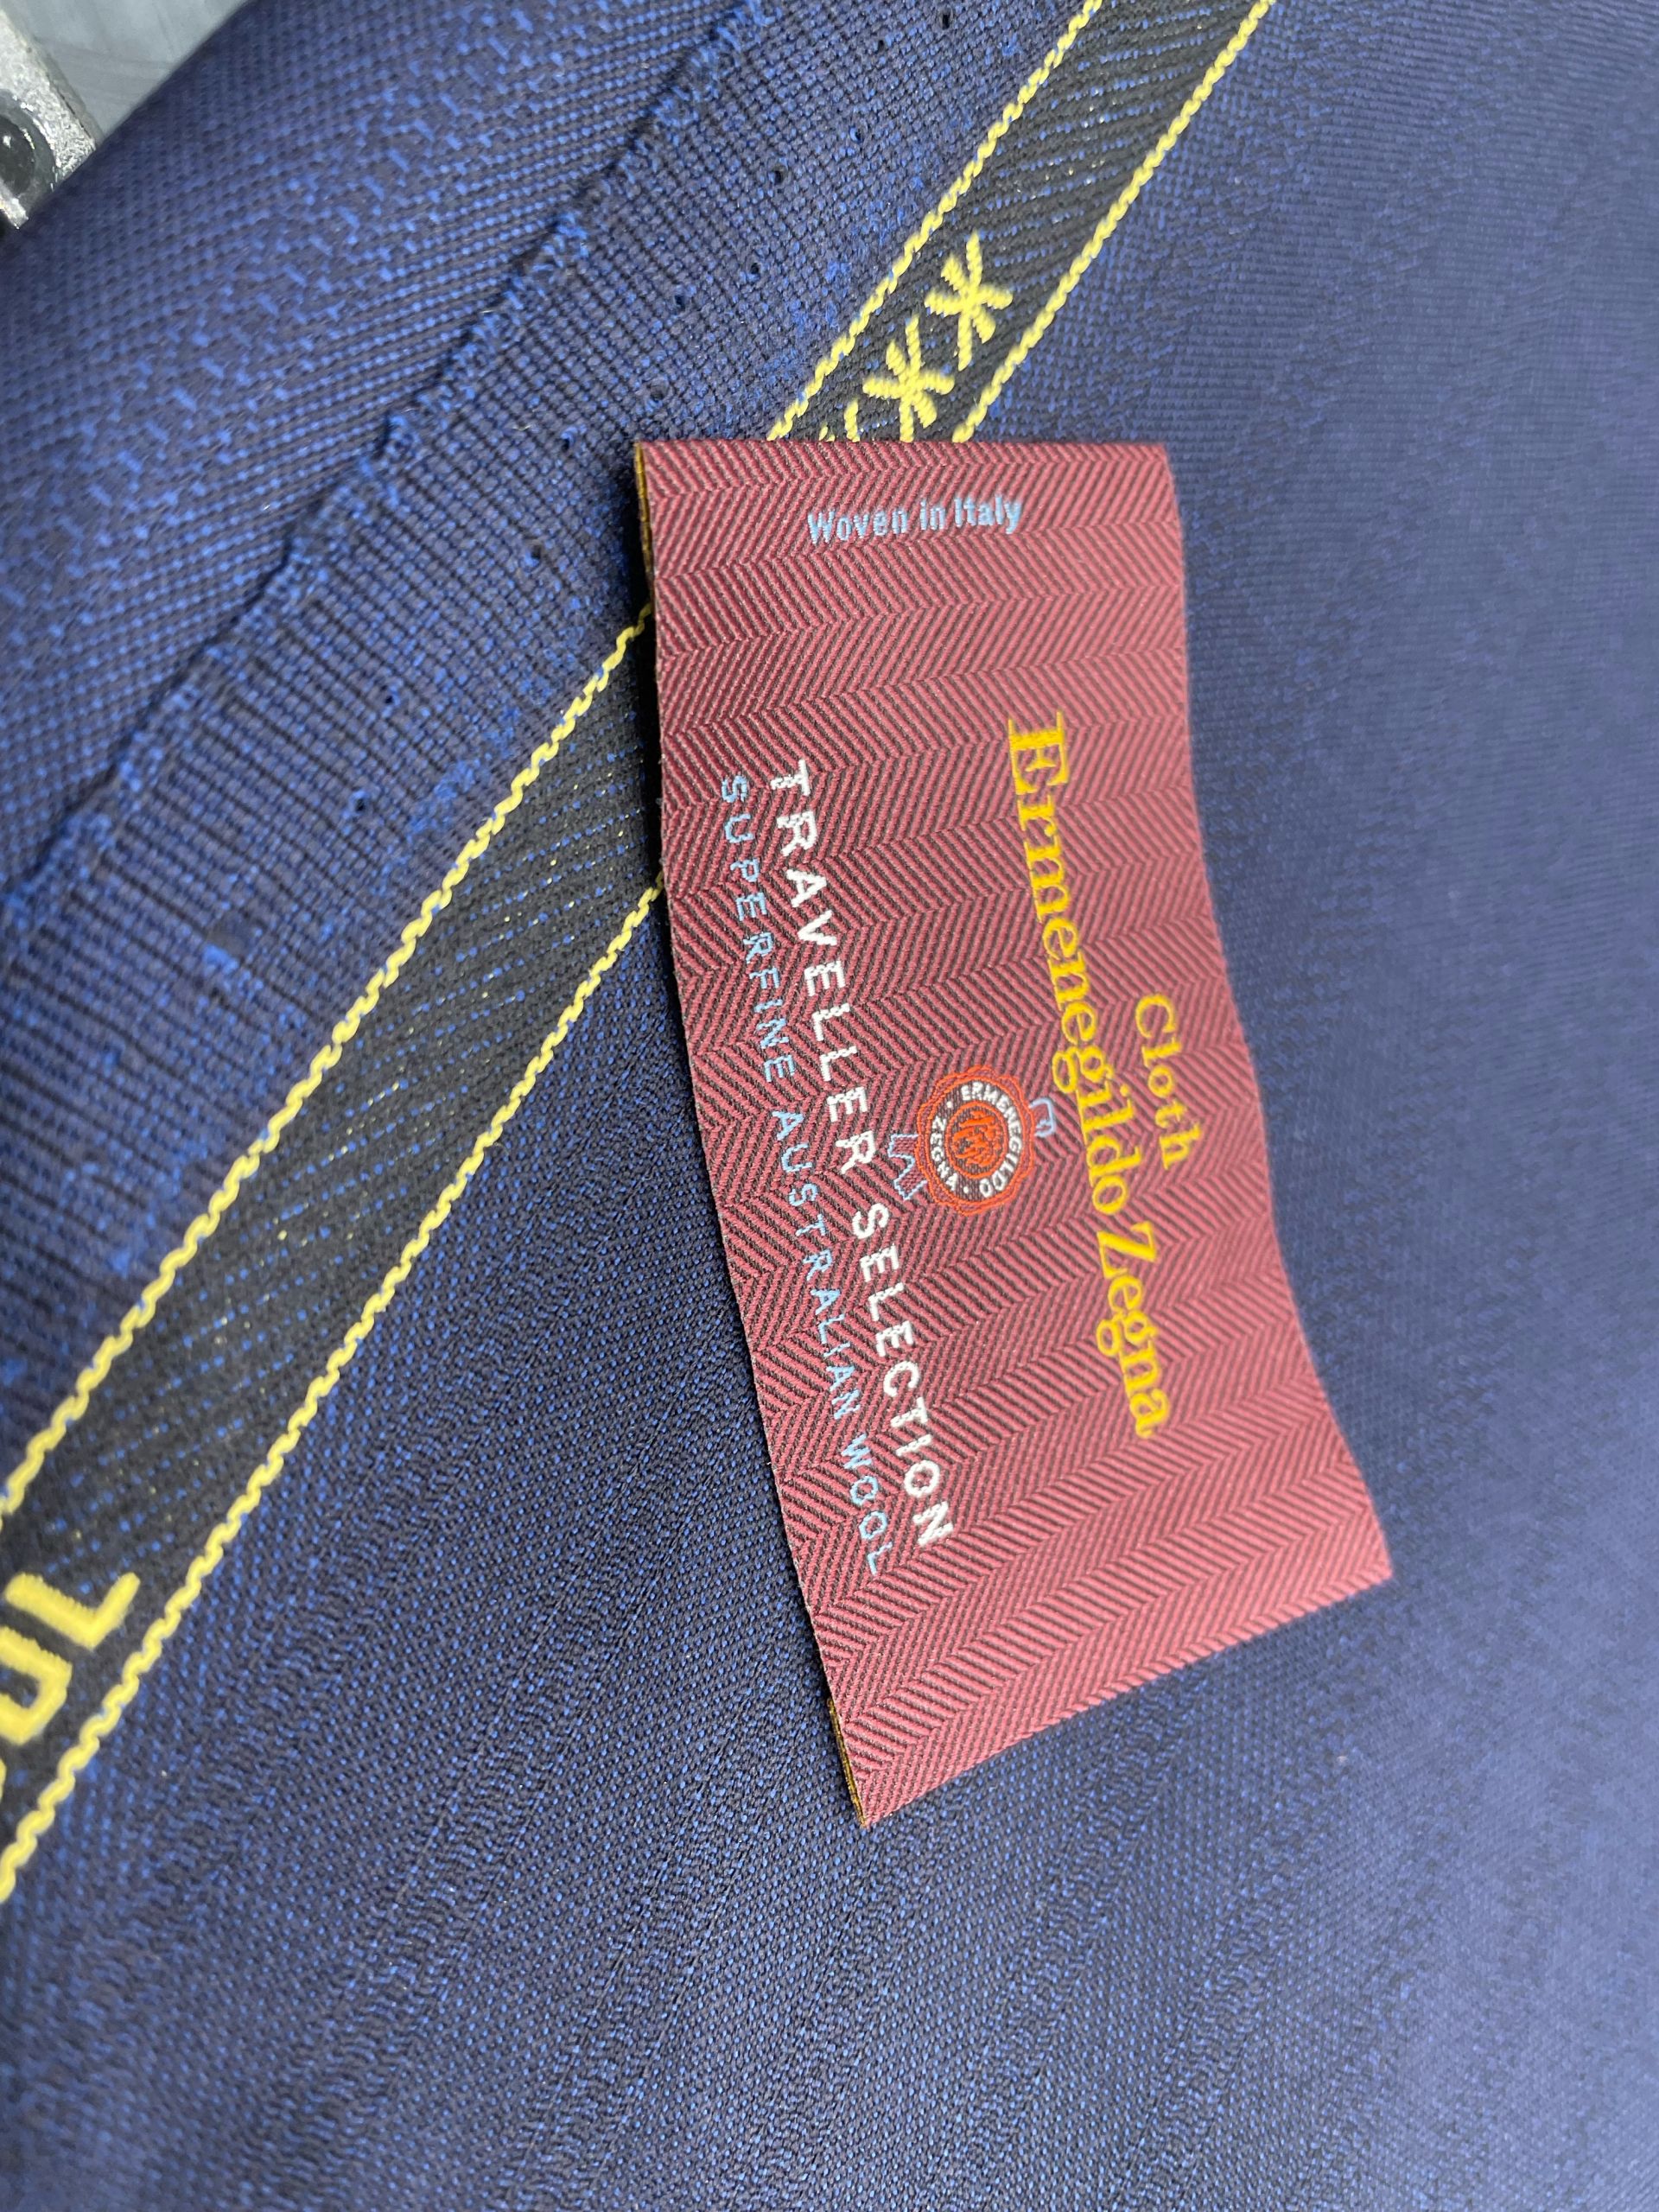 Cloth
Ermenegildo Zegna
ERMENEGILDO • ZEGNA •
TRAVELLER SELECTION
SUPERFINE AUSTRALIAN WOOL
Woven in Italy